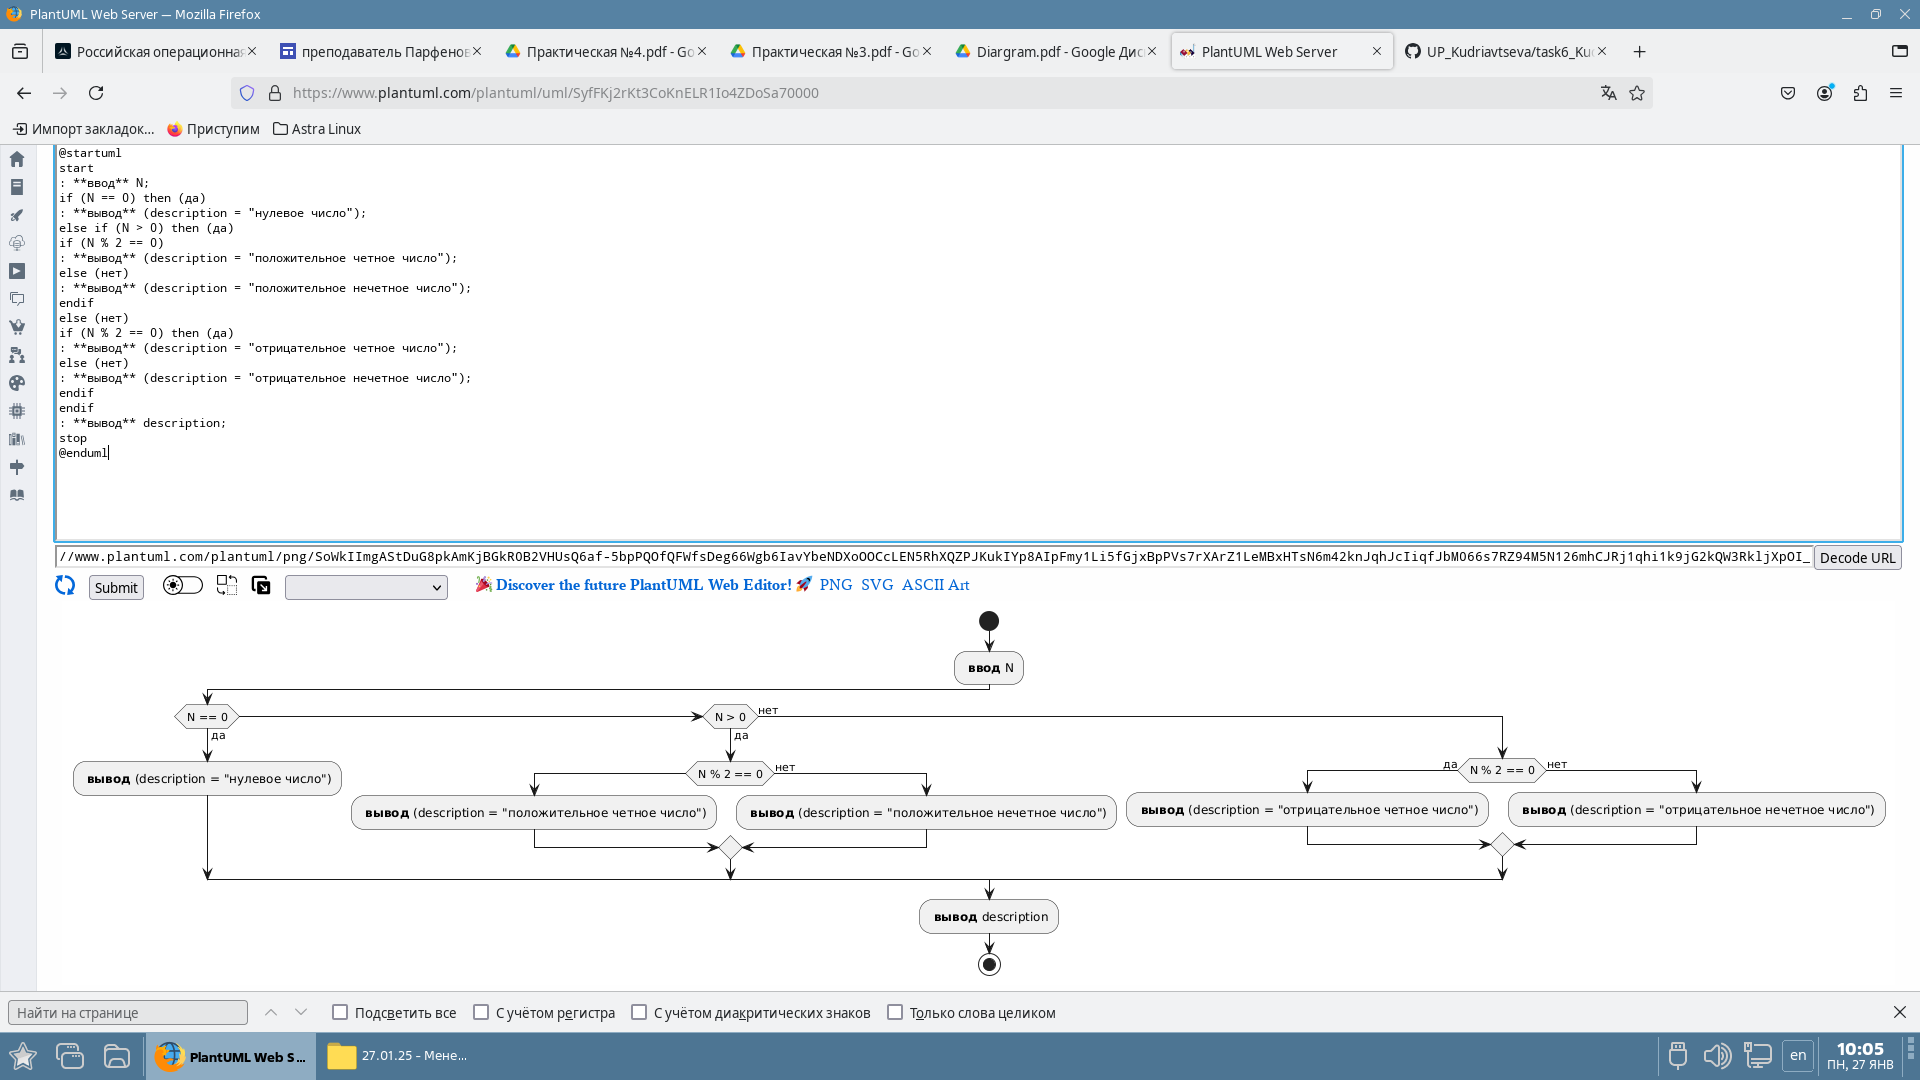 PlantUML Web Server — Mozilla Firefox
Российская операционная
преподаватель Парфенов
Практическая №4.pdf - Go
Практическая №3.pdf - Go
Diargram.pdf - Google Дис
PlantUML Web Server
UP_Kudriavtseva/task6_Ku
https://www.plantuml.com/plantuml/uml/SyfFKj2rKt3CoKnELR1Io4ZDoSa70000
Импорт закладок...
Приступим
Astra Linux
@startuml
start
: **ввод** N;
if (N == 0) then (да)
: **вывод** (description = "нулевое число");
else if (N > 0) then (да)
if (N % 2 == 0)
: **вывод** (description = "положительное четное число");
else (нет)
: **вывод** (description = "положительное нечетное число");
endif
else (нет)
if (N % 2 == 0) then (да)
: **вывод** (description = "отрицательное четное число");
else (нет)
: **вывод** (description = "отрицательное нечетное число");
endif
endif
: **вывод** description;
stop
@enduml
//www.plantuml.com/plantuml/png/SoWkIImgAStDuG8pkAmKjBGkROB2VHUsQ6af-5bpPQOfQFWfsDeg66Wgb6IavYbeNDXoOOCcLEN5RhXQZPJKukIYp8AIpFmy1Li5fGjxBpPVs7rXArZ1LeMBxHTsN6m42knJqhJcIiqfJbMO66s7RZ94M5N126mhCJRj1qhi1k9jG2kQW3RkljXpOI_
Decode URL
Submit
Discover the future PlantUML Web Editor!
PNG SVG ASCII Art
ввод N
N == 0
N > 0
нет
да
да
вывод (description = "нулевое число")
N % 2 == 0
нет
да
N % 2 == 0
нет
вывод (description = "положительное четное число")
вывод (description = "положительное нечетное число")
вывод (description = "отрицательное четное число")
вывод (description = "отрицательное нечетное число")
вывод description
Найти на странице
Подсветить все
С учётом регистра
С учётом диакритических знаков
Только слова целиком
PlantUML Web S...
27.01.25 - Мене...
en
10:05
ПН, 27 ЯНВ